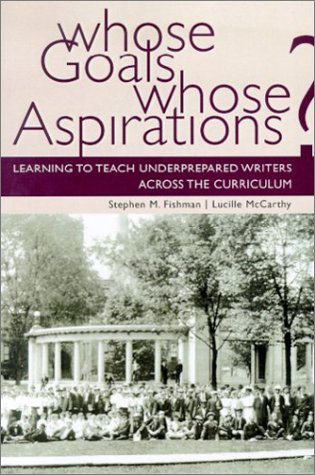 whose
Goals
whose
Aspirations?
LEARNING TO TEACH UNDERPREPARED WRITERS
ACROSS THE CURRICULUM
Stephen M. Fishman | Lucille McCarthy